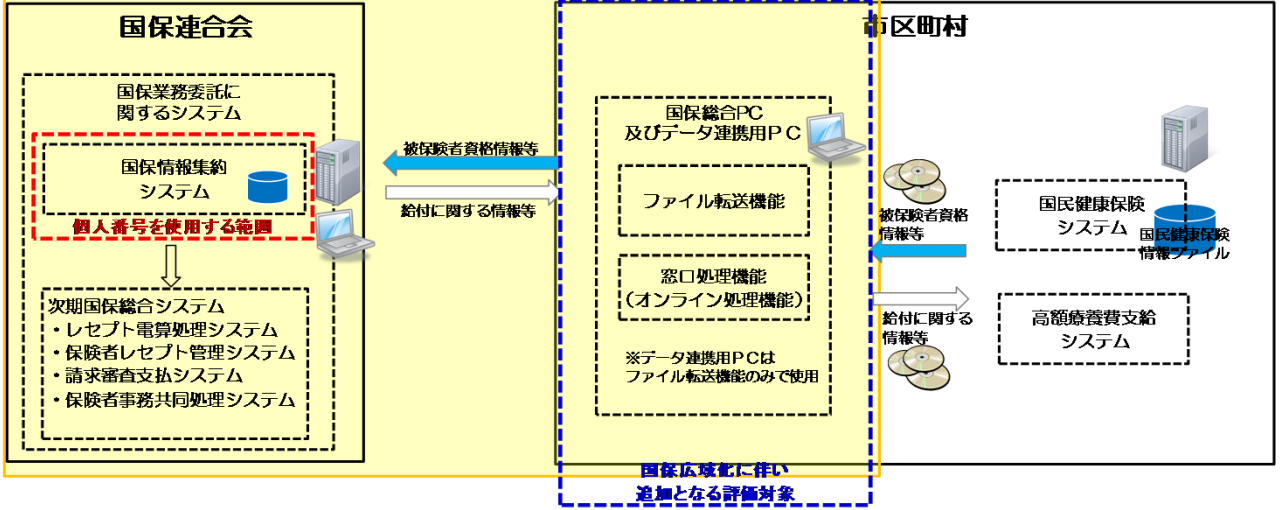 国保連合会
国保業務委託に
関するシステム
国保情報集約
システム
個人番号を使用する範囲
次期国保総合システム
・レセプト電算処理システム
・保険者レセプト管理システム
・請求審査支払システム
・保険者事務共同処理システム
被保険者資格情報等
給付に関する情報等
市区町村
国保総合PC
及びデータ連携用ＰＣ
ファイル転送機能
窓口処理機能
（オンライン処理機能）
※データ連携用ＰＣは
ファイル転送機能のみで使用
国保広域化に伴い
追加となる評価対象
被保険者資格
情報等
給付に関する
情報等
国民健康保険
システム
国民健康保険
情報ファイル
高額療養費支給
システム